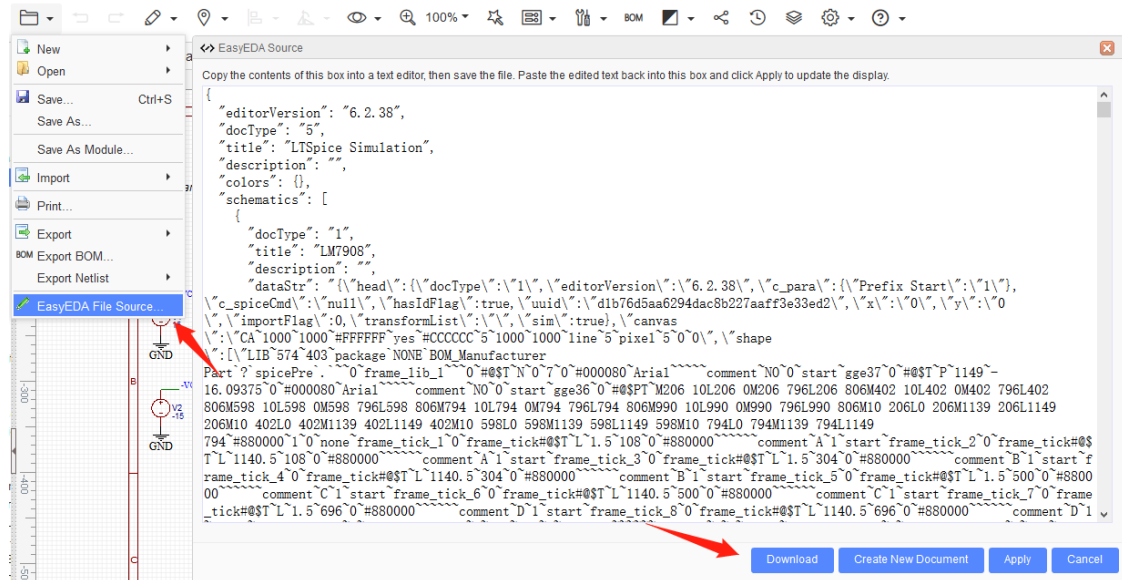 100%
BOM
New
Open
Save... Ctrl+S
Save As...
Save As Module...
Import
Print...
Export
BOM Export BOM...
Export Netlist
EasyEDA File Source...
GND
-VC
V2
-15
GND
B
C
-300
-400
EasyEDA Source
Copy the contents of this box into a text editor, then save the file. Paste the edited text back into this box and click Apply to update the display.
{
"editorVersion": "6.2.38",
"docType": "5",
"title": "LTSpice Simulation",
"description": "",
"colors": {},
"schematics": [
{
"docType": "1",
"title": "LM7908",
"description": "",
"dataStr": "{\"head\":{\"docType\":\"1\",\"editorVersion\":\"6.2.38\",\"c_para\":{\"Prefix Start\":\"1\"},
\"c_spiceCmd\":\"null\",\"hasIdFlag\":true,\"uuid\":\"d1b76d5aa6294dac8b227aaff3e33ed2\",\"x\":\"0\",\"y\":\"0
\",\"importFlag\":0,\"transformList\":\"\",\"sim\":true},\"canvas
\":\"CA~1000~1000~#FFFFFF~yes~#CCCCCC~5~1000~1000~line~5~pixel~5~0~0\",\"shape
\":[\"LIB~574~403~package`NONE`BOM_Manufacturer
Part`?`spicePre`.```~0~frame_lib_1~~~0~#@$T~N~0~7~0~#000080~Arial~~~~~comment~NO~0~start~gge37~0~#@$T~P~1149~-
16.09375~0~#000080~Arial~~~~~comment~NO~0~start~gge36~0~#@$PT~M206 10L206 0M206 796L206 806M402 10L402 0M402 796L402
806M598 10L598 0M598 796L598 806M794 10L794 0M794 796L794 806M990 10L990 0M990 796L990 806M10 206L0 206M1139 206L1149
206M10 402L0 402M1139 402L1149 402M10 598L0 598M1139 598L1149 598M10 794L0 794M1139 794L1149
794~#880000~1~0~none~frame_tick_1~0~frame_tick#@$T~L~1.5~108~0~#880000~~~~~~comment~A~1~start~frame_tick_2~0~frame_tick#@$
T~L~1140.5~108~0~#880000~~~~~~comment~A~1~start~frame_tick_3~0~frame_tick#@$T~L~1.5~304~0~#880000~~~~~~comment~B~1~start~f
rame_tick_4~0~frame_tick#@$T~L~1140.5~304~0~#880000~~~~~~comment~B~1~start~frame_tick_5~0~frame_tick#@$T~L~1.5~500~0~#8800
00~~~~~~comment~C~1~start~frame_tick_6~0~frame_tick#@$T~L~1140.5~500~0~#880000~~~~~~comment~C~1~start~frame_tick_7~0~frame
_tick#@$T~L~1.5~696~0~#880000~~~~~~comment~D~1~start~frame_tick_8~0~frame_tick#@$T~L~1140.5~696~0~#880000~~~~~~comment~D~1
Download
Create New Document
Apply
Cancel